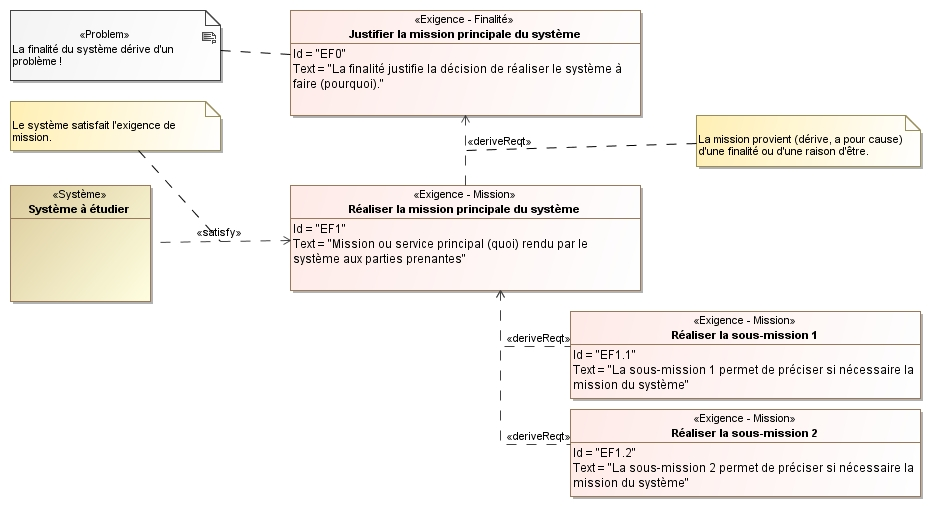 «Problem»
La finalité du système dérive d'un
problème !
«Exigence - Finalité»
Justifier la mission principale du système
Id = "EF0"
Text = "La finalité justifie la décision de réaliser le système à
faire (pourquoi)."
Le système satisfait l'exigence de
mission.
«deriveReqt»
La mission provient (dérive, a pour cause)
d'une finalité ou d'une raison d'être.
«Système»
Système à étudier
«satisfy»
«Exigence - Mission»
Réaliser la mission principale du système
Id = "EF1"
Text = "Mission ou service principal (quoi) rendu par le
système aux parties prenantes"
«deriveReqt»
«Exigence - Mission»
Réaliser la sous-mission 1
Id = "EF1.1"
Text = "La sous-mission 1 permet de préciser si nécessaire la
mission du système"
«deriveReqt»
«Exigence - Mission»
Réaliser la sous-mission 2
Id = "EF1.2"
Text = "La sous-mission 2 permet de préciser si nécessaire la
mission du système"